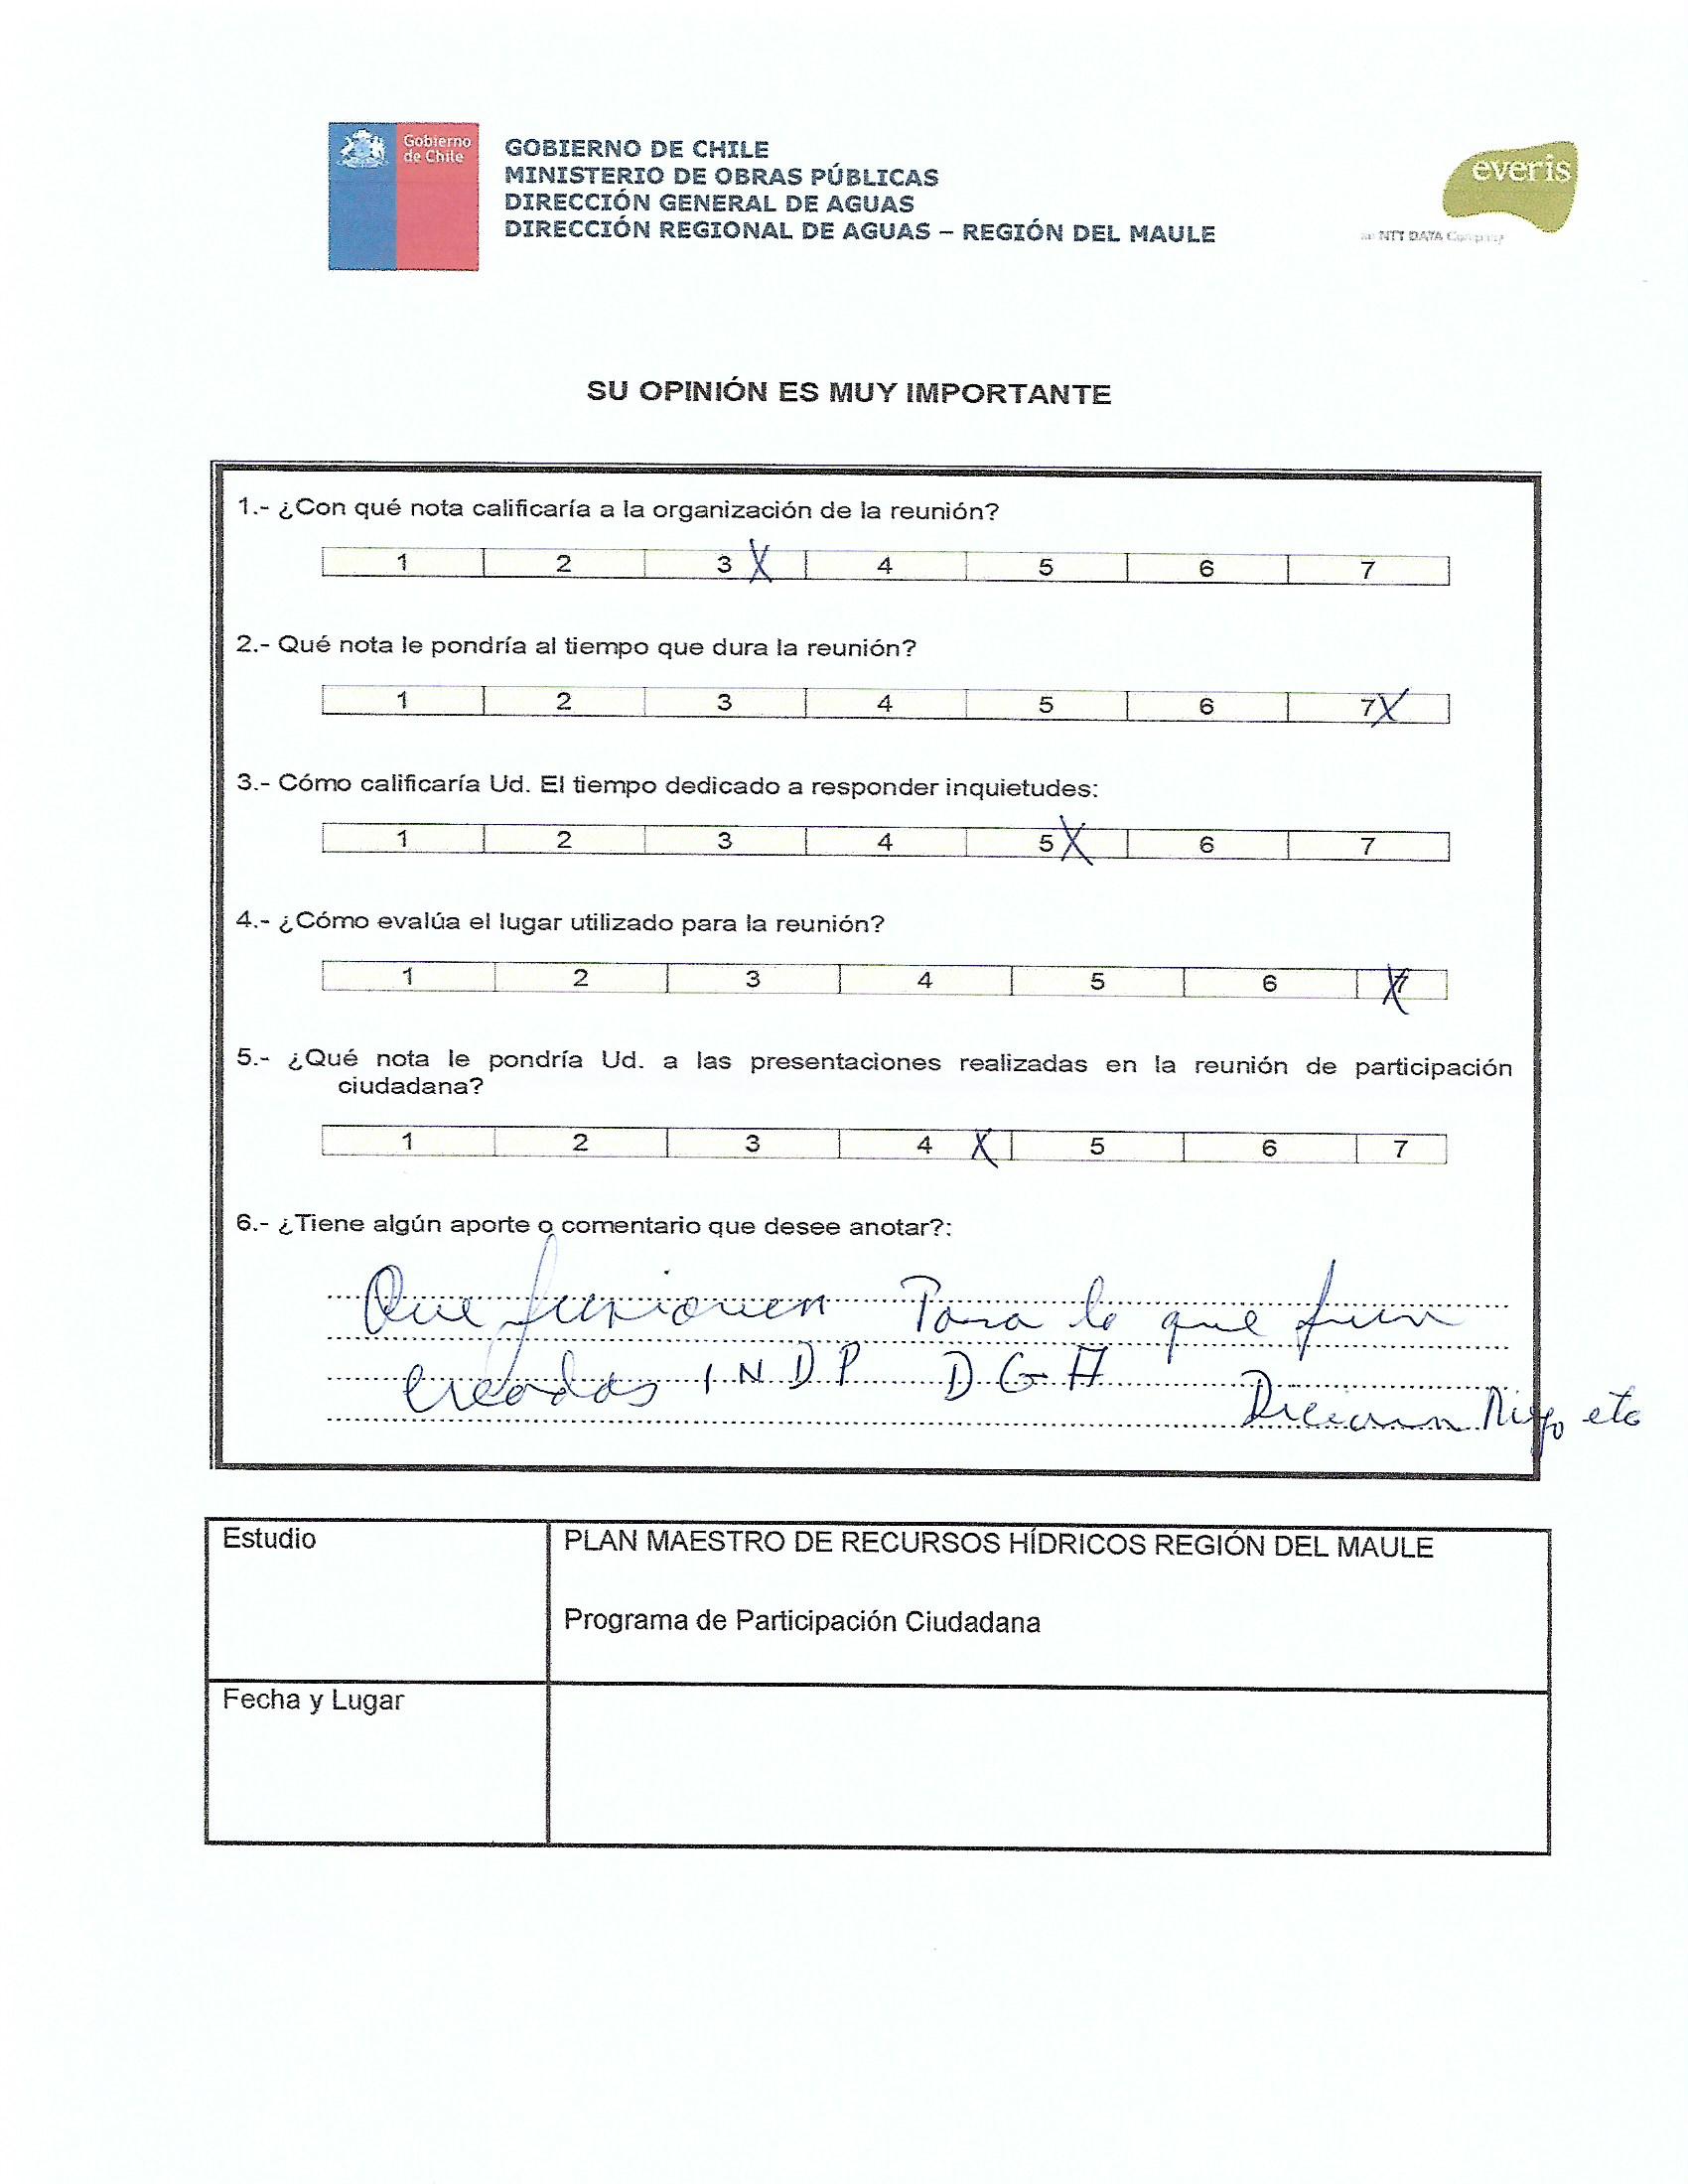 Gobierno
de Chile
GOBIERNO DE CHILE
MINISTERIO DE OBRAS PÚBLICAS
DIRECCIÓN GENERAL DE AGUAS
DIRECCIÓN REGIONAL DE AGUAS – REGIÓN DEL MAULE
everis
an NTT DATA Company
SU OPINIÓN ES MUY IMPORTANTE
1.- ¿Con qué nota calificaría a la organización de la reunión?
1 2 3 X 4 5 6 7
2.- Qué nota le pondría al tiempo que dura la reunión?
1 2 3 4 5 6 7 X
3.- Cómo calificaría Ud. El tiempo dedicado a responder inquietudes:
1 2 3 4 5 X 6 7
4.- ¿Cómo evalúa el lugar utilizado para la reunión?
1 2 3 4 5 6 7 X
5.- ¿Qué nota le pondría Ud. a las presentaciones realizadas en la reunión de participación
ciudadana?
1 2 3 4 X 5 6 7
6.- ¿Tiene algún aporte o comentario que desee anotar?:
Que funcionen Para lo que fun
creadas INDP DGA Direccion Riego etc
Estudio
PLAN MAESTRO DE RECURSOS HÍDRICOS REGIÓN DEL MAULE
Programa de Participación Ciudadana
Fecha y Lugar